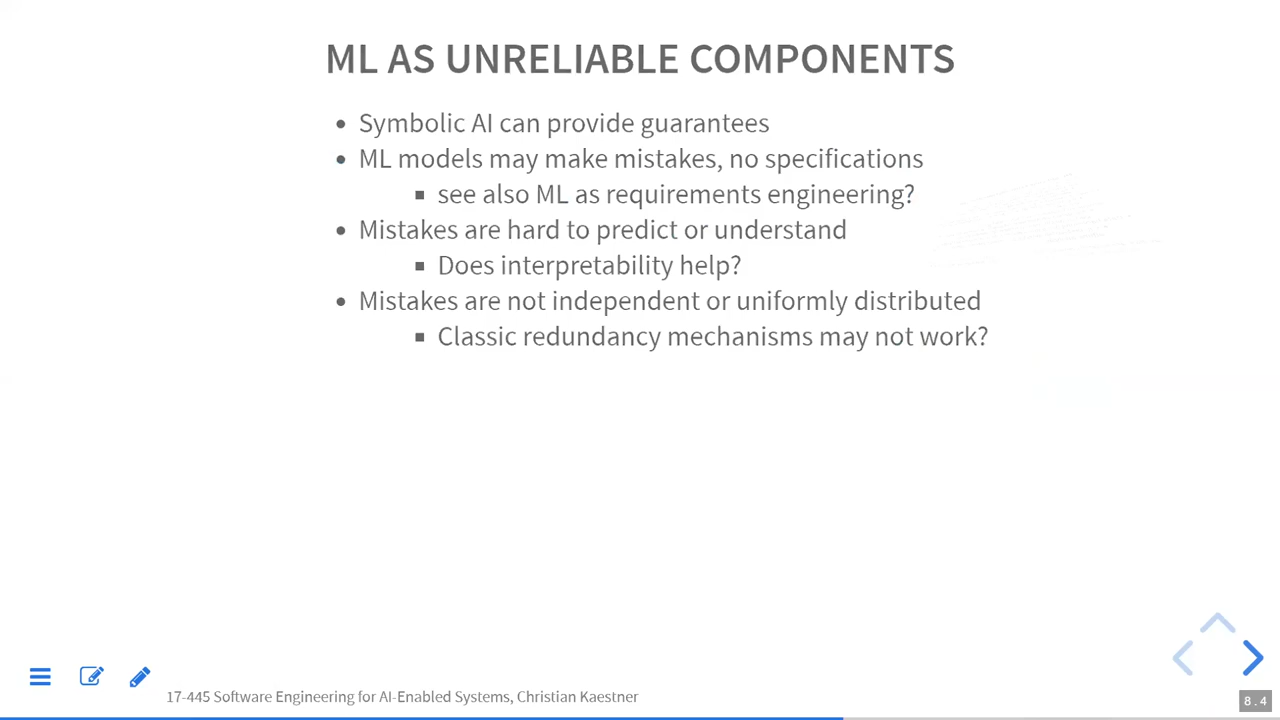 ML AS UNRELIABLE COMPONENTS
Symbolic AI can provide guarantees
ML models may make mistakes, no specifications
see also ML as requirements engineering?
Mistakes are hard to predict or understand
Does interpretability help?
Mistakes are not independent or uniformly distributed
Classic redundancy mechanisms may not work?
17-445 Software Engineering for AI-Enabled Systems, Christian Kaestner
8.4